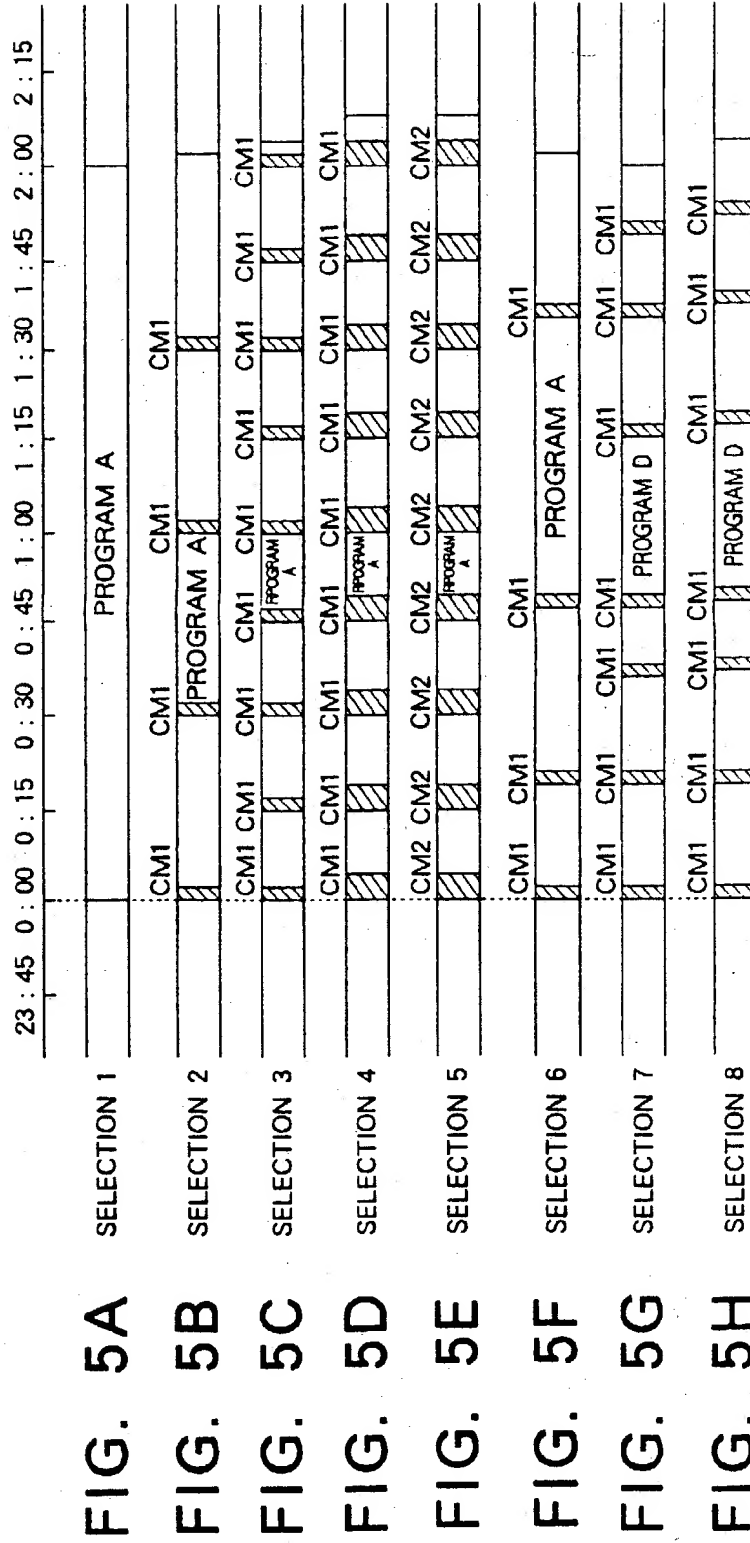 23:45 0:00 0:15 0:30 0:45 1:00 1:15 1:30 1:45 2:00 2:15
FIG. 5A SELECTION 1 PROGRAM A
CM1 CM1 CM1 CM1
FIG. 5B SELECTION 2 PROGRAM A
CM1 CM1 CM1 CM1 CM1 CM1 CM1 CM1 CM1
FIG. 5C SELECTION 3 RPOGRAM
A
CM1 CM1 CM1 CM1 CM1 CM1 CM1 CM1 CM1
FIG. 5D SELECTION 4 RPOGRAM
A
CM2 CM2 CM2 CM2 CM2 CM2 CM2 CM2 CM2
FIG. 5E SELECTION 5 RPOGRAM
A
CM1 CM1 CM1 CM1
FIG. 5F SELECTION 6 PROGRAM A
CM1 CM1 CM1 CM1 CM1 CM1 CM1
FIG. 5G SELECTION 7 PROGRAM D
CM1 CM1 CM1 CM1 CM1 CM1 CM1
FIG. 5H SELECTION 8 PROGRAM D